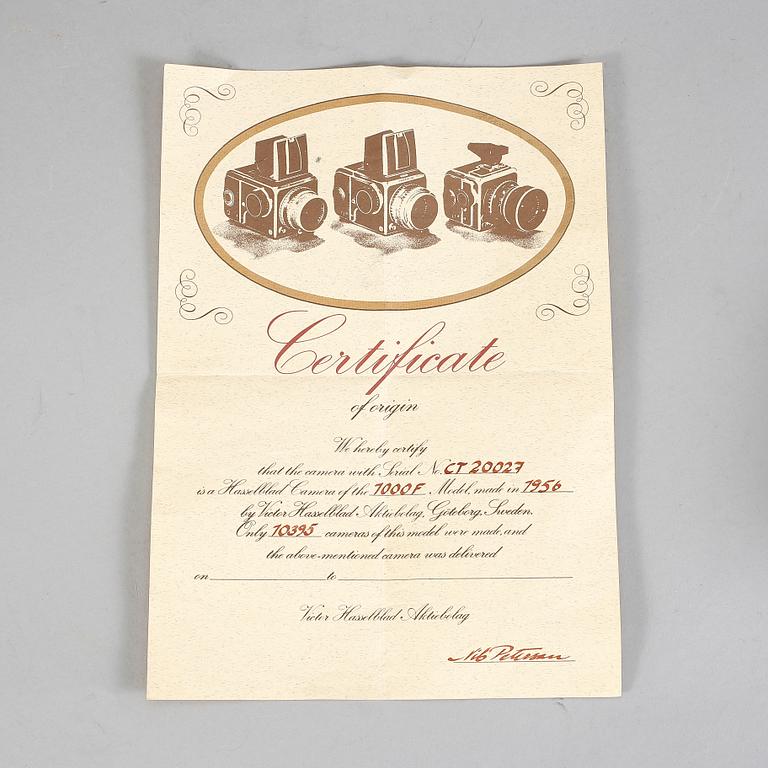 Certificate
of origin
We hereby certify
that the camera with Serial No. CT 20027
is a Hasselblad Camera of the 1000F Model, made in 1956
by Victor Hasselblad Aktiebolag, Göteborg, Sweden.
Only 10395 cameras of this model were made, and
the above-mentioned camera was delivered
on to
Victor Hasselblad Aktiebolag
Nils Peterson